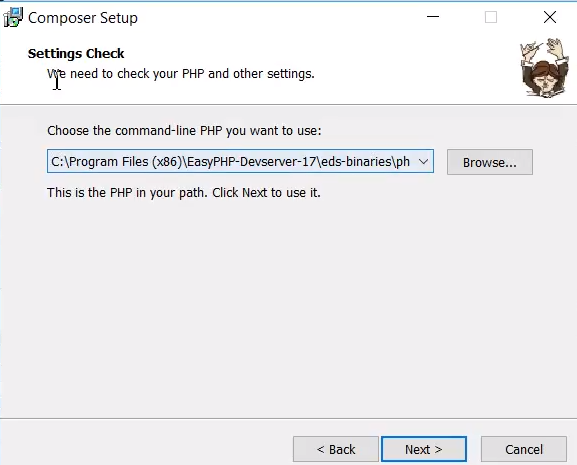 Composer Setup
Settings Check
We need to check your PHP and other settings.
Choose the command-line PHP you want to use:
C:\Program Files (x86)\EasyPHP-Devserver-17\eds-binaries\ph
Browse...
This is the PHP in your path. Click Next to use it.
< Back
Next >
Cancel